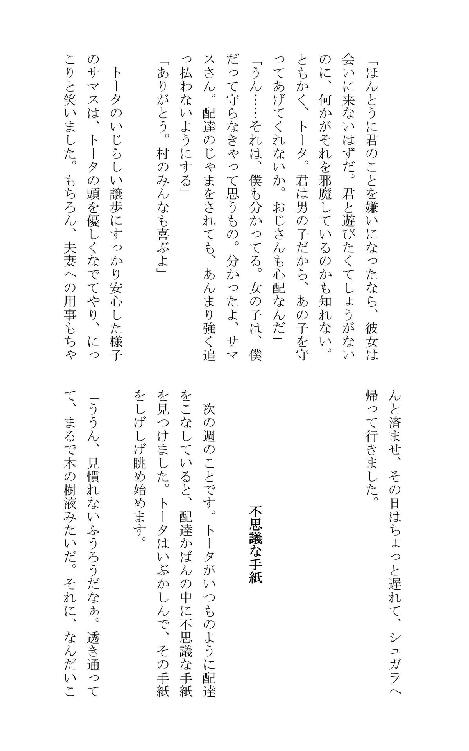 「ほんとうに君のことを嫌いになったなら、彼女は
会いに来ないはずだ。君と遊びたくてしょうがない
のに、何かがそれを邪魔しているのかも知れない。
ともかく、トータ。君は男の子だから、あの子を守
ってあげてくれないか。おじさんも心配なんだ」
「うん……それは、僕も分かってる。女の子は、僕
だって守らなきゃって思うもの。分かったよ、サマ
スさん。配達のじゃまをされても、あんまり強く追
っ払わないようにする」
「ありがとう。村のみんなも喜ぶよ」
トータのいじらしい譲歩にすっかり安心した様子
のサマスは、トータの頭を優しくなでてやり、にっ
こりと笑いました。もちろん、夫妻への用事もちゃ
んと済ませ、その日はちょっと遅れて、シュガラへ
帰って行きました。
不思議な手紙
次の週のことです。トータがいつものように配達
をこなしていると、配達かばんの中に不思議な手紙
を見つけました。トータはいぶかしんで、その手紙
をしげしげ眺め始めます。
「ううん、見慣れないふうろうだなぁ。透き通って
て、まるで木の樹液みたいだ。それに、なんだいこ